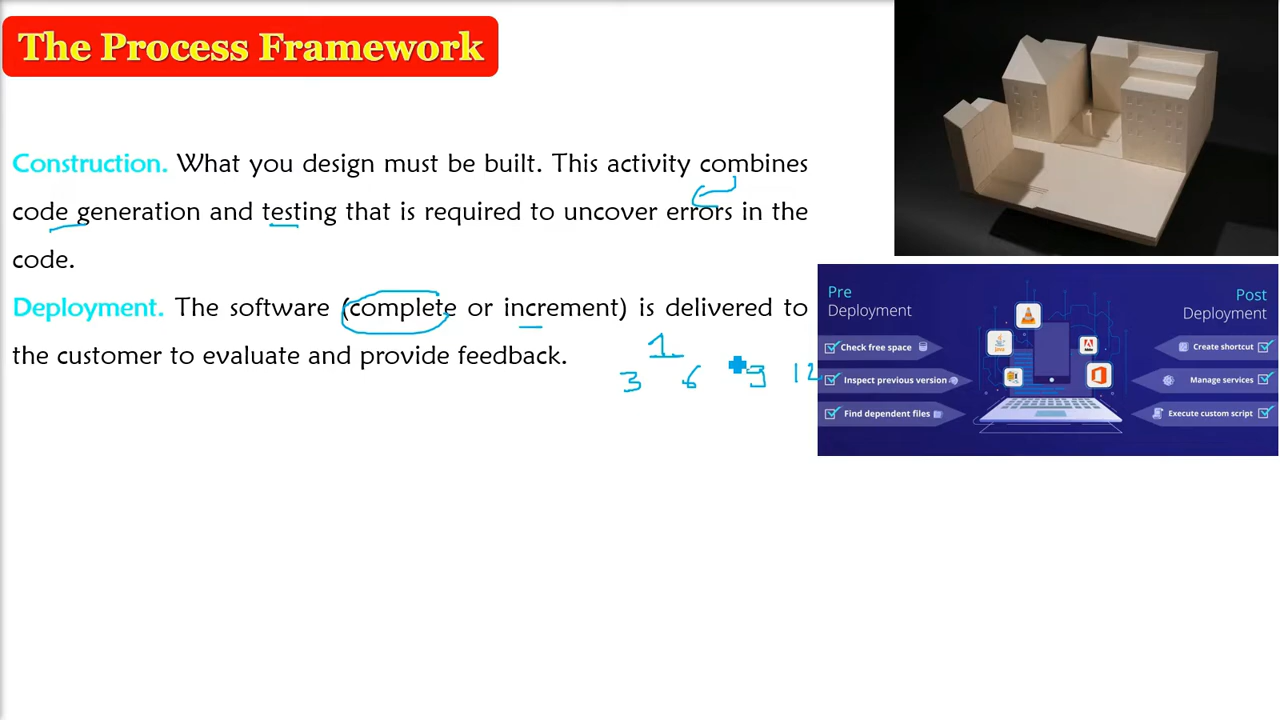 The Process Framework
Construction. What you design must be built. This activity combines
code generation and testing that is required to uncover errors in the
code.
Deployment. The software (complete or increment) is delivered to
the customer to evaluate and provide feedback.
1
3 6 9 12
Pre
Deployment
Check free space
Inspect previous version
Find dependent files
Post
Deployment
Create shortcut
Manage services
Execute custom script